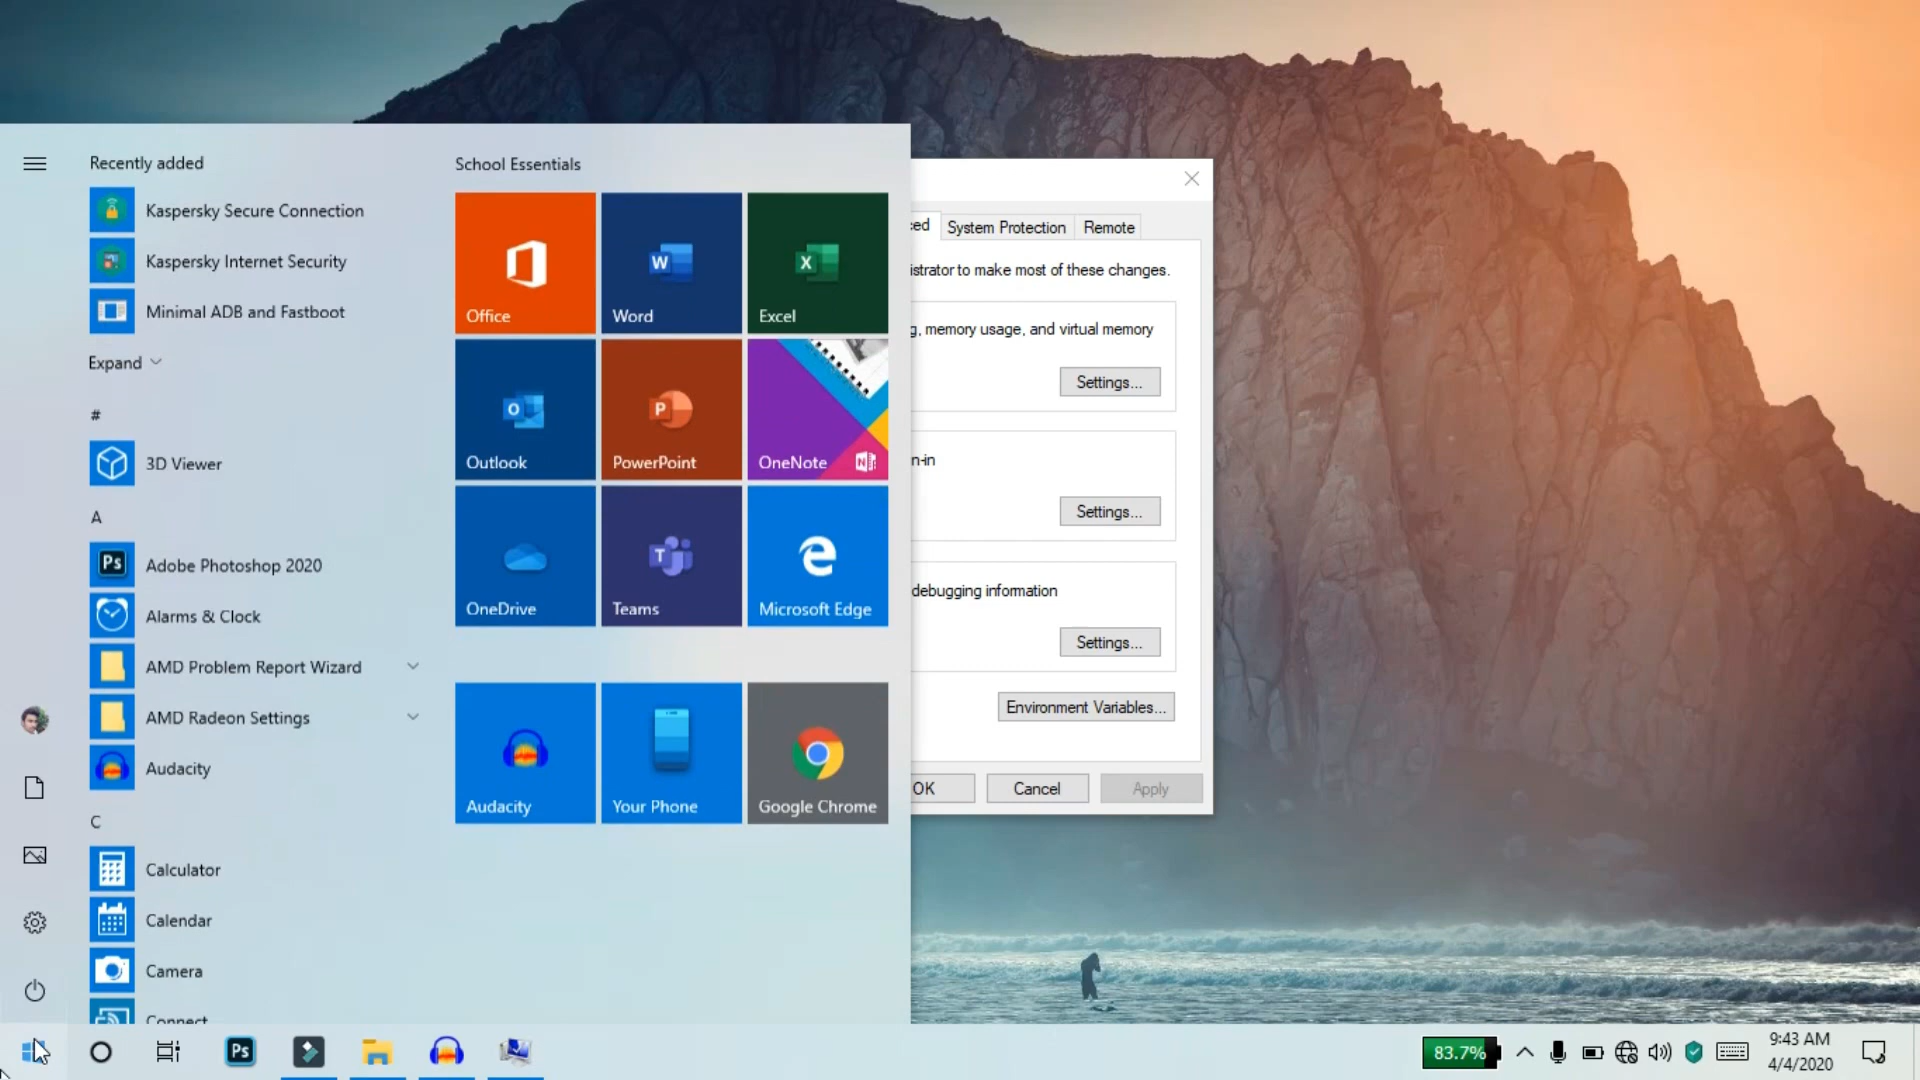 Recently added
Kaspersky Secure Connection
Kaspersky Internet Security
Minimal ADB and Fastboot
Expand
#
3D Viewer
A
Adobe Photoshop 2020
Alarms & Clock
AMD Problem Report Wizard
AMD Radeon Settings
Audacity
C
Calculator
Calendar
Camera
Connect
School Essentials
Office
Word
Excel
Outlook
PowerPoint
OneNote
OneDrive
Teams
Microsoft Edge
Audacity
Your Phone
Google Chrome
ced
System Protection
Remote
istrator to make most of these changes.
g, memory usage, and virtual memory
Settings...
n-in
Settings...
debugging information
Settings...
Environment Variables...
OK
Cancel
Apply
Ps
83.7%
9:43 AM
4/4/2020